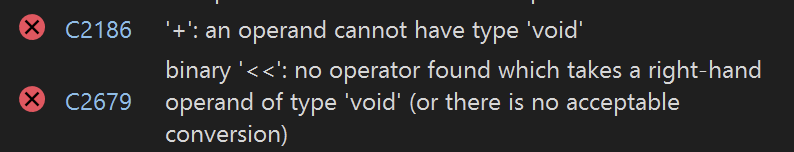 C2186 '+': an operand cannot have type 'void'
binary '<<': no operator found which takes a right-hand
C2679 operand of type 'void' (or there is no acceptable
conversion)